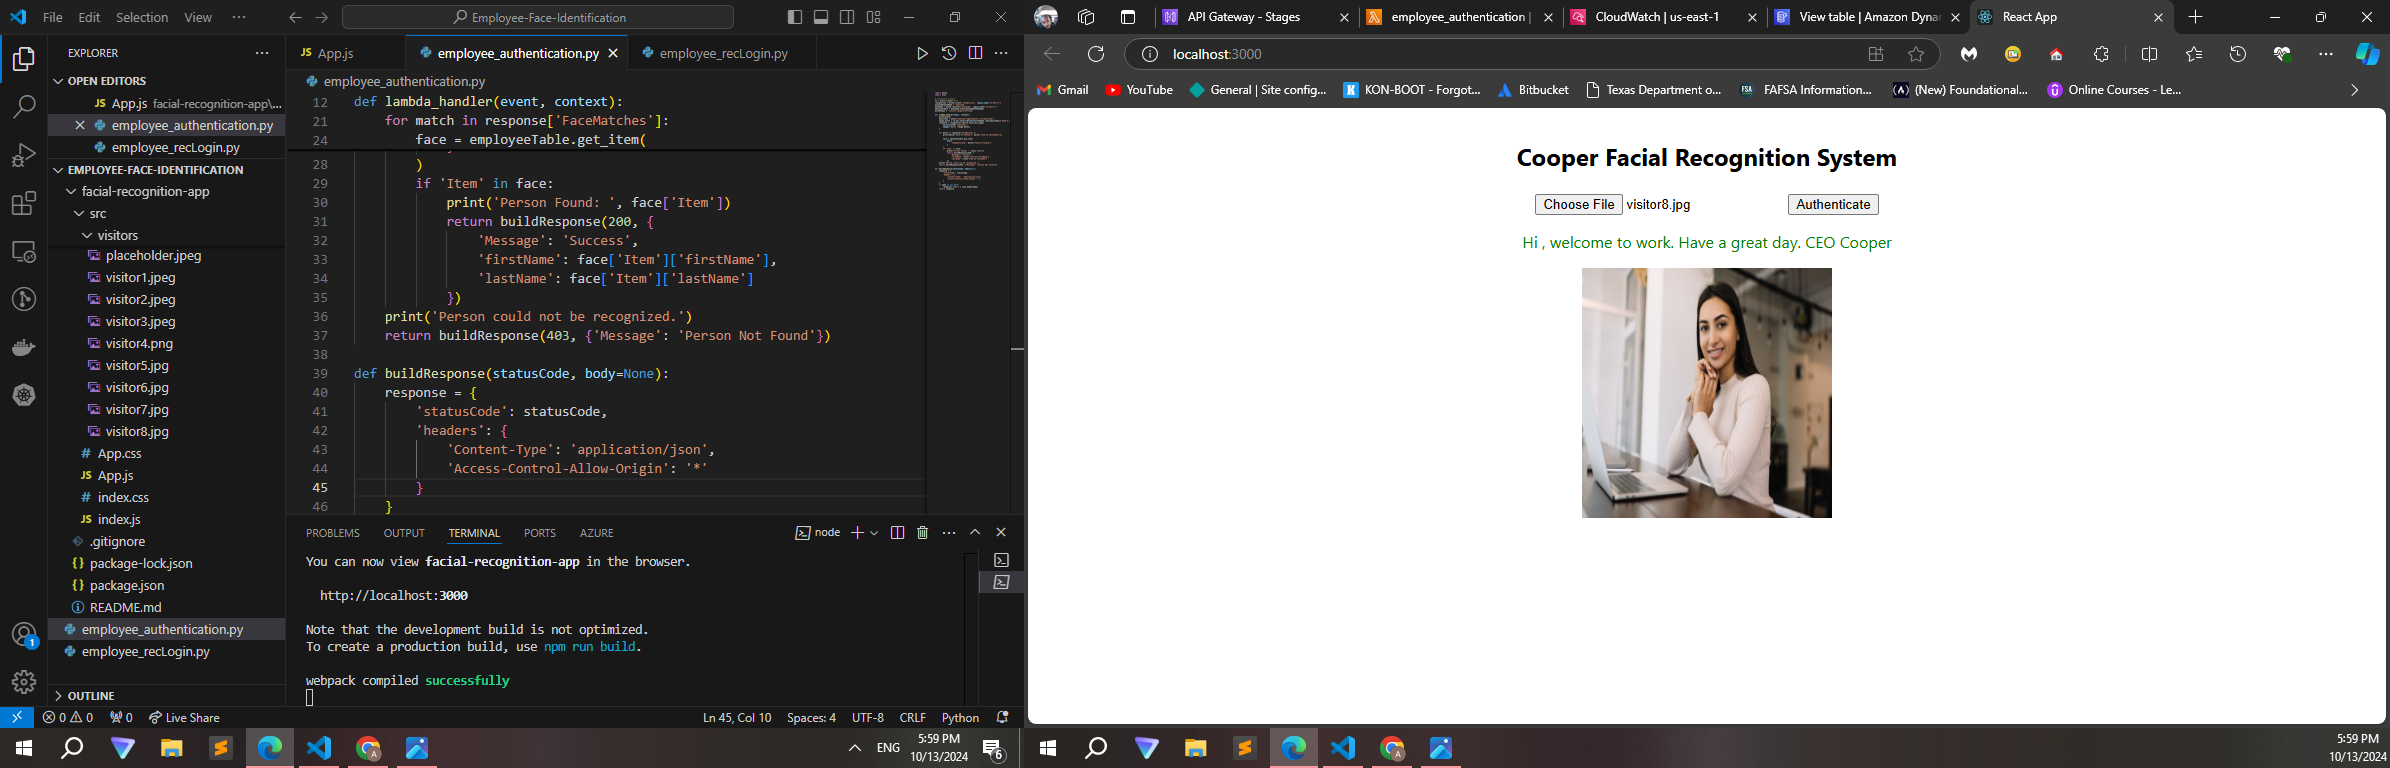 File Edit Selection View ···
Employee-Face-Identification
EXPLORER
OPEN EDITORS
App.js facial-recognition-app\...
employee_authentication.py
employee_recLogin.py
EMPLOYEE-FACE-IDENTIFICATION
facial-recognition-app
src
visitors
placeholder.jpeg
visitor1.jpeg
visitor2.jpeg
visitor3.jpeg
visitor4.png
visitor5.jpg
visitor6.jpg
visitor7.jpg
visitor8.jpg
# App.css
JS App.js
# index.css
JS index.js
.gitignore
{} package-lock.json
{} package.json
README.md
employee_authentication.py
employee_recLogin.py
OUTLINE
JS App.js
employee_authentication.py
employee_recLogin.py
employee_authentication.py
12 def lambda_handler(event, context):
21 for match in response['FaceMatches']:
24 face = employeeTable.get_item(
28 )
29 if 'Item' in face:
30 print('Person Found: ', face['Item'])
31 return buildResponse(200, {
32 'Message': 'Success',
33 'firstName': face['Item']['firstName'],
34 'lastName': face['Item']['lastName']
35 })
36 print('Person could not be recognized.')
37 return buildResponse(403, {'Message': 'Person Not Found'})
38
39 def buildResponse(statusCode, body=None):
40 response = {
41 'statusCode': statusCode,
42 'headers': {
43 'Content-Type': 'application/json',
44 'Access-Control-Allow-Origin': '*'
45 }
46 }
PROBLEMS OUTPUT TERMINAL PORTS AZURE
node
You can now view facial-recognition-app in the browser.
http://localhost:3000
Note that the development build is not optimized.
To create a production build, use npm run build.
webpack compiled successfully
0 0 0 Live Share
Ln 45, Col 10 Spaces: 4 UTF-8 CRLF Python
ENG
5:59 PM
10/13/2024
6
API Gateway - Stages
employee_authentication |
CloudWatch | us-east-1
View table | Amazon Dynar
React App
localhost:3000
Gmail
YouTube
General | Site config...
KON-BOOT - Forgot...
Bitbucket
Texas Department o...
FSA FAFSA Information...
(New) Foundational...
Online Courses - Le...
Cooper Facial Recognition System
Choose File visitor8.jpg
Authenticate
Hi , welcome to work. Have a great day. CEO Cooper
5:59 PM
10/13/2024